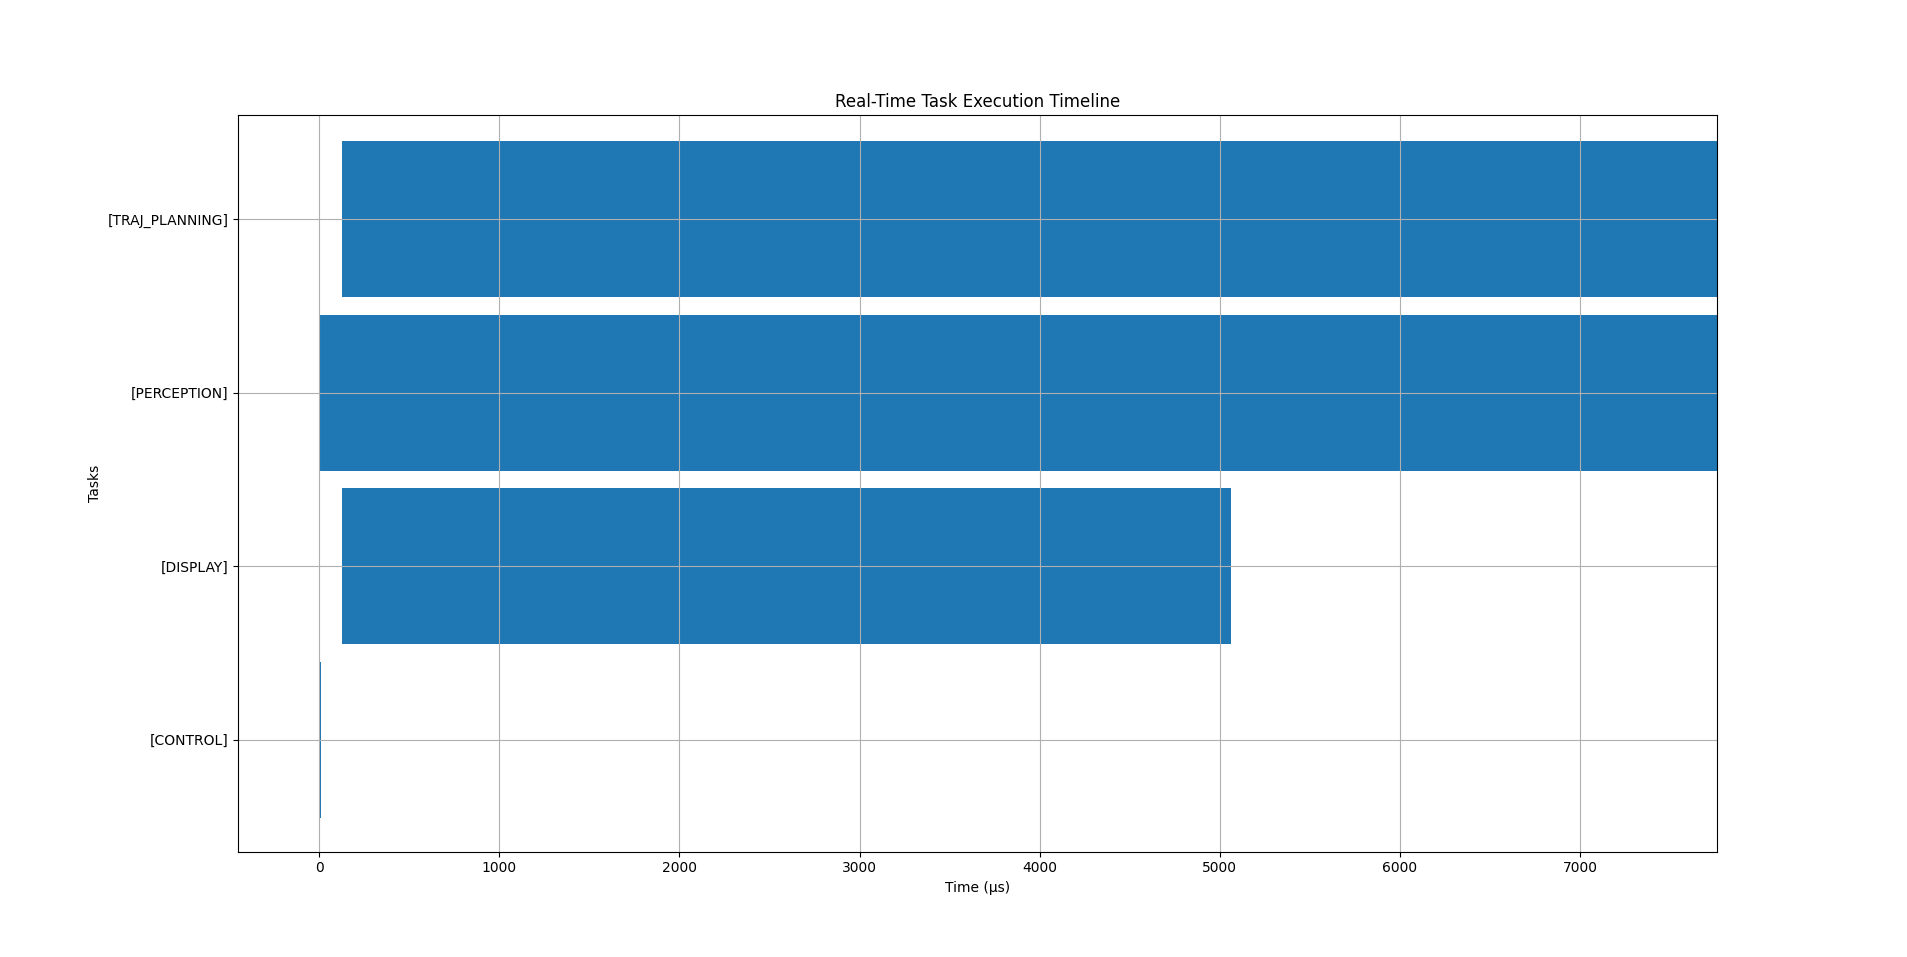 Real-Time Task Execution Timeline
[TRAJ_PLANNING]
[PERCEPTION]
Tasks
[DISPLAY]
[CONTROL]
0 1000 2000 3000 4000 5000 6000 7000
Time (µs)